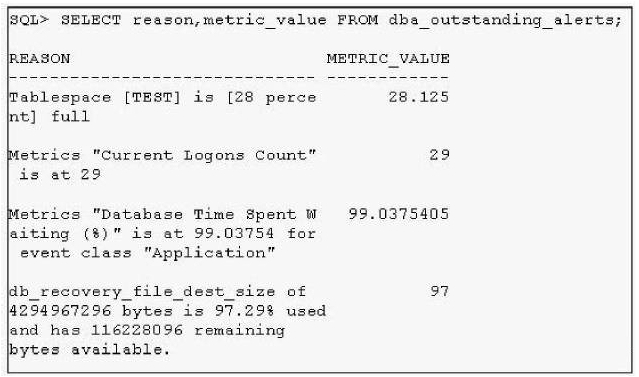 SQL> SELECT reason,metric_value FROM dba_outstanding_alerts;
REASON METRIC_VALUE
------------------------------- ------------
Tablespace [TEST] is [28 perce 28.125
nt] full
Metrics "Current Logons Count" 29
is at 29
Metrics "Database Time Spent W 99.0375405
aiting (%)" is at 99.03754 for
event class "Application"
db_recovery_file_dest_size of 97
4294967296 bytes is 97.29% used
and has 116228096 remaining
bytes available.